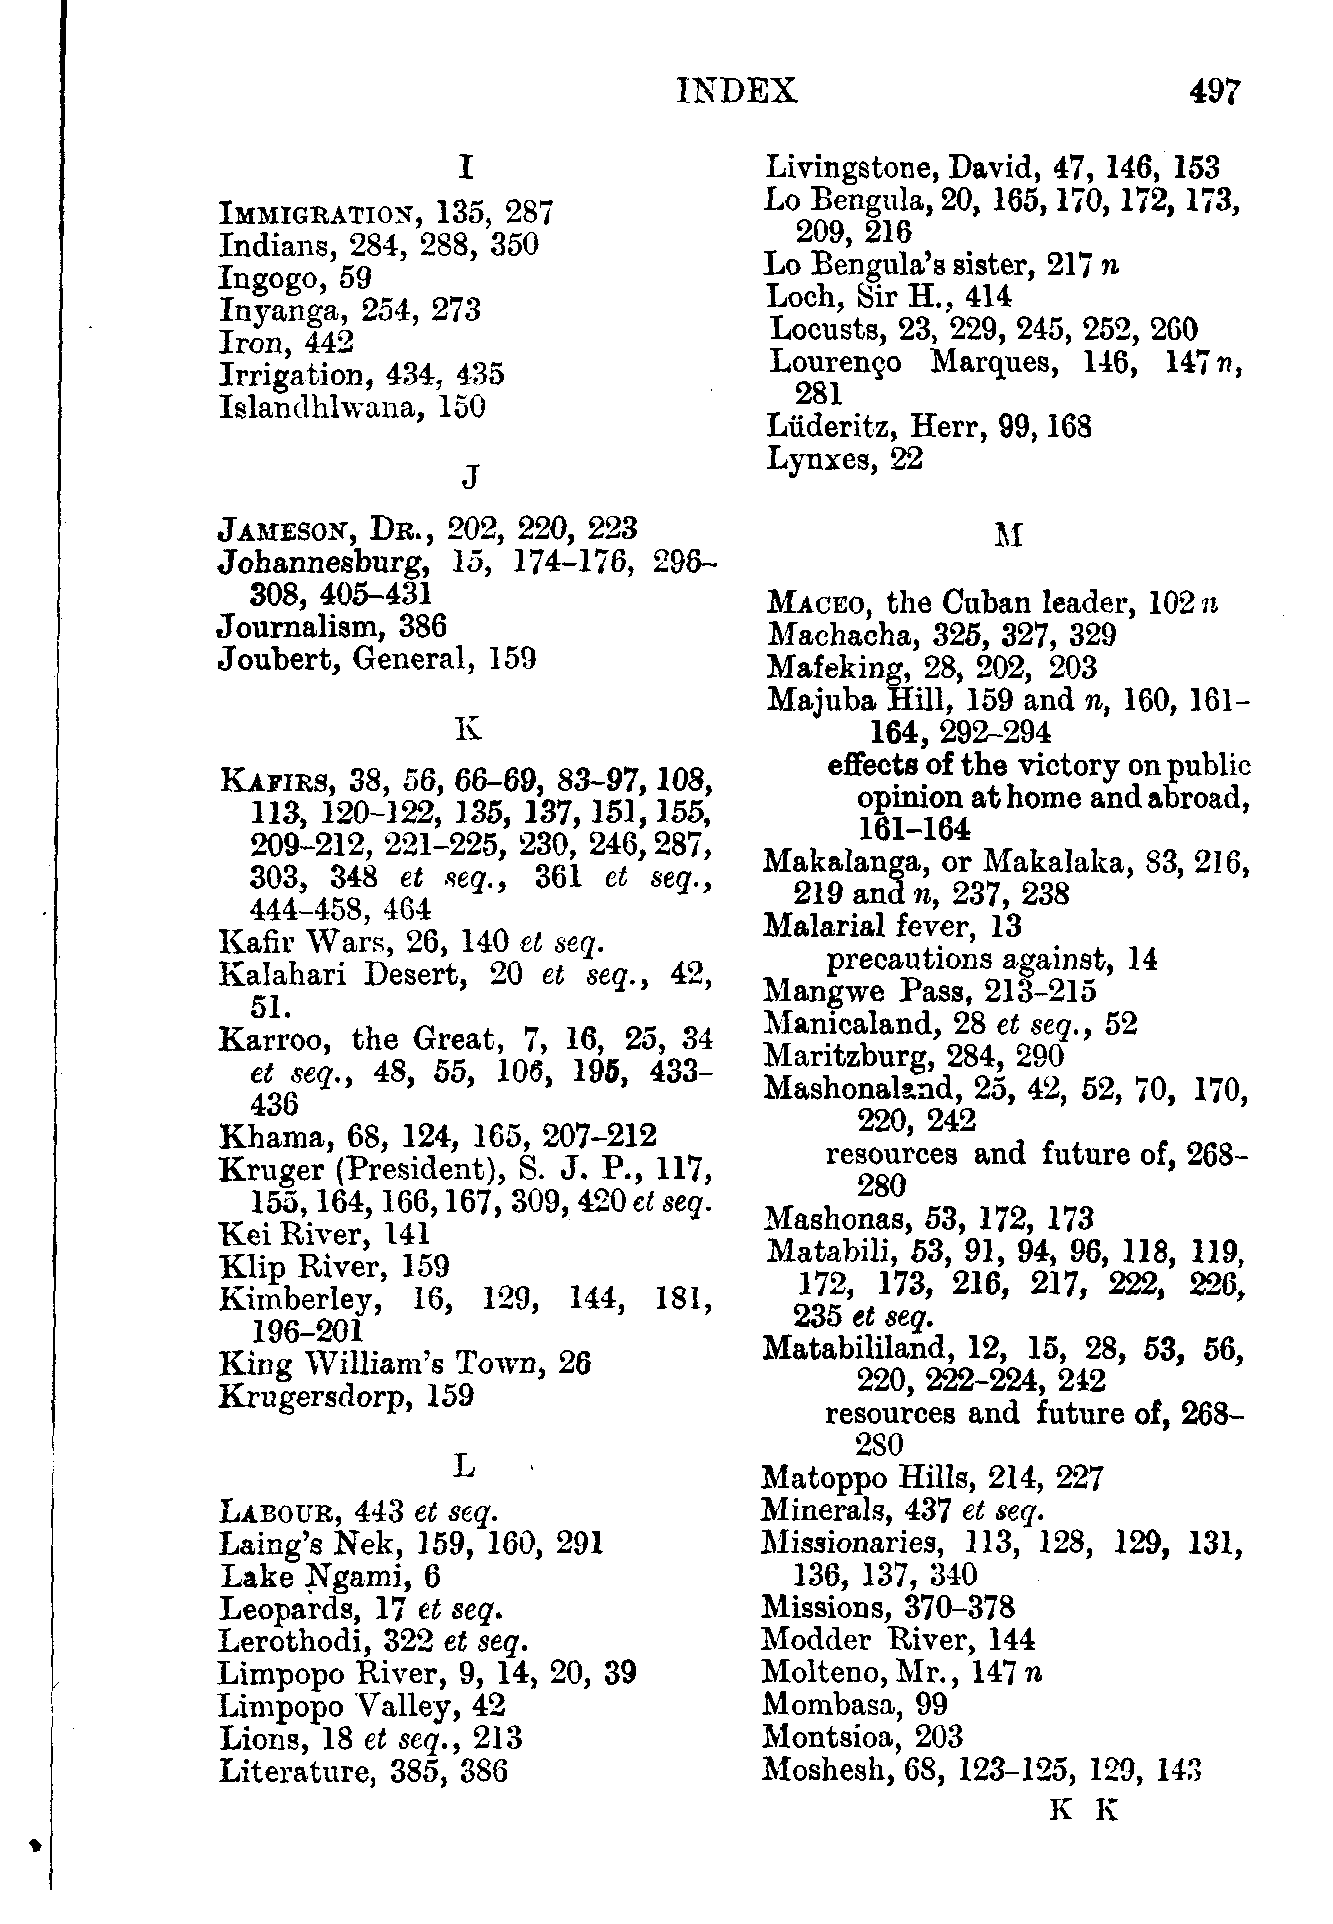 INDEX 497
I
IMMIGRATION, 135, 287
Indians, 284, 288, 350
Ingogo, 59
Inyanga, 254, 273
Iron, 442
Irrigation, 434, 435
Islandhlwana, 150
J
JAMESON, DR., 202, 220, 223
Johannesburg, 15, 174–176, 296–
308, 405–431
Journalism, 386
Joubert, General, 159
K
KAFIRS, 38, 56, 66–69, 83–97, 108,
113, 120–122, 135, 137, 151, 155,
209–212, 221–225, 230, 246, 287,
303, 348 et seq., 361 et seq.,
444–458, 464
Kafir Wars, 26, 140 et seq.
Kalahari Desert, 20 et seq., 42,
51.
Karroo, the Great, 7, 16, 25, 34
et seq., 48, 55, 106, 195, 433–
436
Khama, 68, 124, 165, 207–212
Kruger (President), S. J. P., 117,
155, 164, 166, 167, 309, 420 et seq.
Kei River, 141
Klip River, 159
Kimberley, 16, 129, 144, 181,
196–201
King William's Town, 26
Krugersdorp, 159
L
LABOUR, 443 et seq.
Laing's Nek, 159, 160, 291
Lake Ngami, 6
Leopards, 17 et seq.
Lerothodi, 322 et seq.
Limpopo River, 9, 14, 20, 39
Limpopo Valley, 42
Lions, 18 et seq., 213
Literature, 385, 386
Livingstone, David, 47, 146, 153
Lo Bengula, 20, 165, 170, 172, 173,
209, 216
Lo Bengula's sister, 217 n
Loch, Sir H., 414
Locusts, 23, 229, 245, 252, 260
Lourenço Marques, 146, 147 n,
281
Lüderitz, Herr, 99, 168
Lynxes, 22
M
MACEO, the Cuban leader, 102 n
Machacha, 325, 327, 329
Mafeking, 28, 202, 203
Majuba Hill, 159 and n, 160, 161–
164, 292–294
effects of the victory on public
opinion at home and abroad,
161–164
Makalanga, or Makalaka, 83, 216,
219 and n, 237, 238
Malarial fever, 13
precautions against, 14
Mangwe Pass, 213–215
Manicaland, 28 et seq., 52
Maritzburg, 284, 290
Mashonaland, 25, 42, 52, 70, 170,
220, 242
resources and future of, 268–
280
Mashonas, 53, 172, 173
Matabili, 53, 91, 94, 96, 118, 119,
172, 173, 216, 217, 222, 226,
235 et seq.
Matabililand, 12, 15, 28, 53, 56,
220, 222–224, 242
resources and future of, 268–
280
Matoppo Hills, 214, 227
Minerals, 437 et seq.
Missionaries, 113, 128, 129, 131,
136, 137, 340
Missions, 370–378
Modder River, 144
Molteno, Mr., 147 n
Mombasa, 99
Montsioa, 203
Moshesh, 68, 123–125, 129, 143
K K